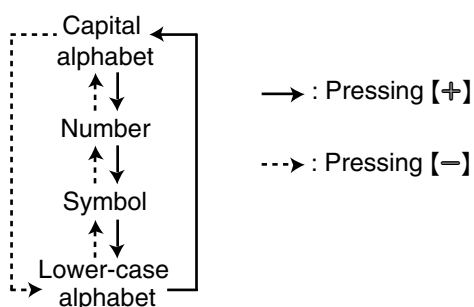 Capital
alphabet
Number
Symbol
Lower-case
alphabet
: Pressing【+】
: Pressing【−】